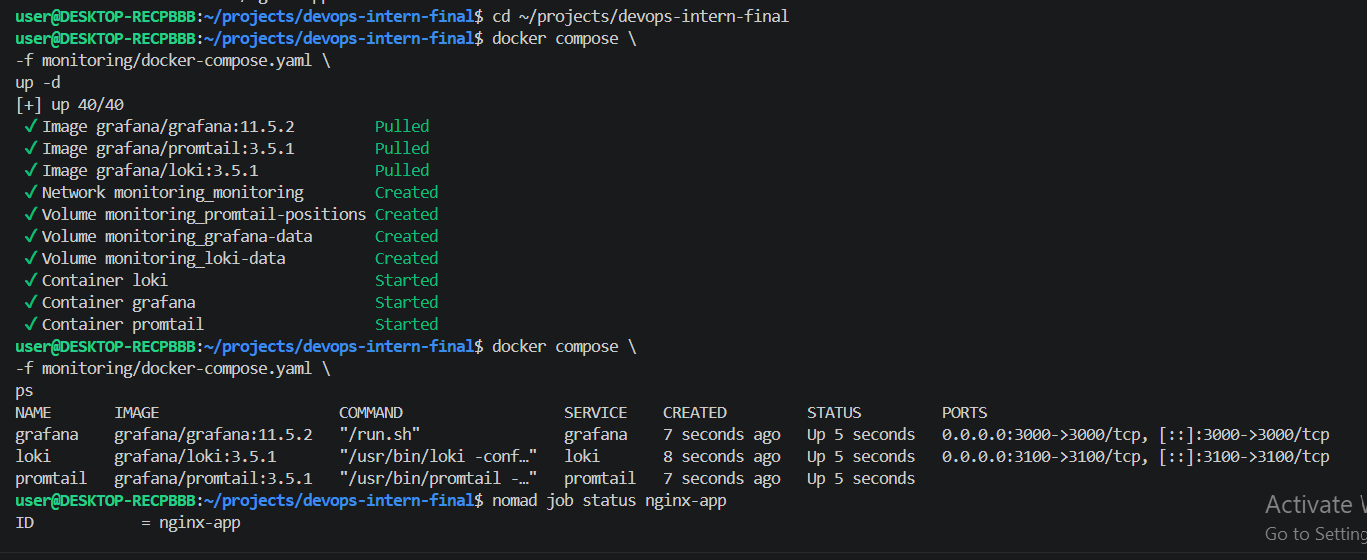 user@DESKTOP-RECPBBB:~/projects/devops-intern-final$ cd ~/projects/devops-intern-final
user@DESKTOP-RECPBBB:~/projects/devops-intern-final$ docker compose \
-f monitoring/docker-compose.yaml \
up -d
[+] up 40/40
✓ Image grafana/grafana:11.5.2 Pulled
✓ Image grafana/promtail:3.5.1 Pulled
✓ Image grafana/loki:3.5.1 Pulled
✓ Network monitoring_monitoring Created
✓ Volume monitoring_promtail-positions Created
✓ Volume monitoring_grafana-data Created
✓ Volume monitoring_loki-data Created
✓ Container loki Started
✓ Container grafana Started
✓ Container promtail Started
user@DESKTOP-RECPBBB:~/projects/devops-intern-final$ docker compose \
-f monitoring/docker-compose.yaml \
ps
NAME IMAGE COMMAND SERVICE CREATED STATUS PORTS
grafana grafana/grafana:11.5.2 "/run.sh" grafana 7 seconds ago Up 5 seconds 0.0.0.0:3000->3000/tcp, [::]:3000->3000/tcp
loki grafana/loki:3.5.1 "/usr/bin/loki -conf…" loki 8 seconds ago Up 5 seconds 0.0.0.0:3100->3100/tcp, [::]:3100->3100/tcp
promtail grafana/promtail:3.5.1 "/usr/bin/promtail -…" promtail 7 seconds ago Up 5 seconds
user@DESKTOP-RECPBBB:~/projects/devops-intern-final$ nomad job status nginx-app
ID = nginx-app
Activate
Go to